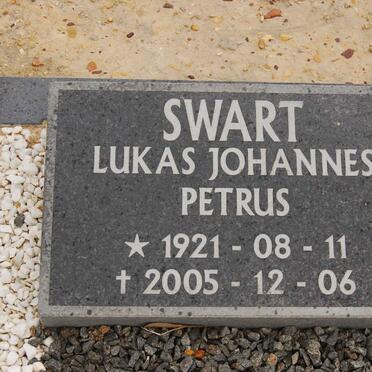 SWART
LUKAS JOHANNES
PETRUS
★ 1921 - 08 - 11
✝ 2005 - 12 - 06